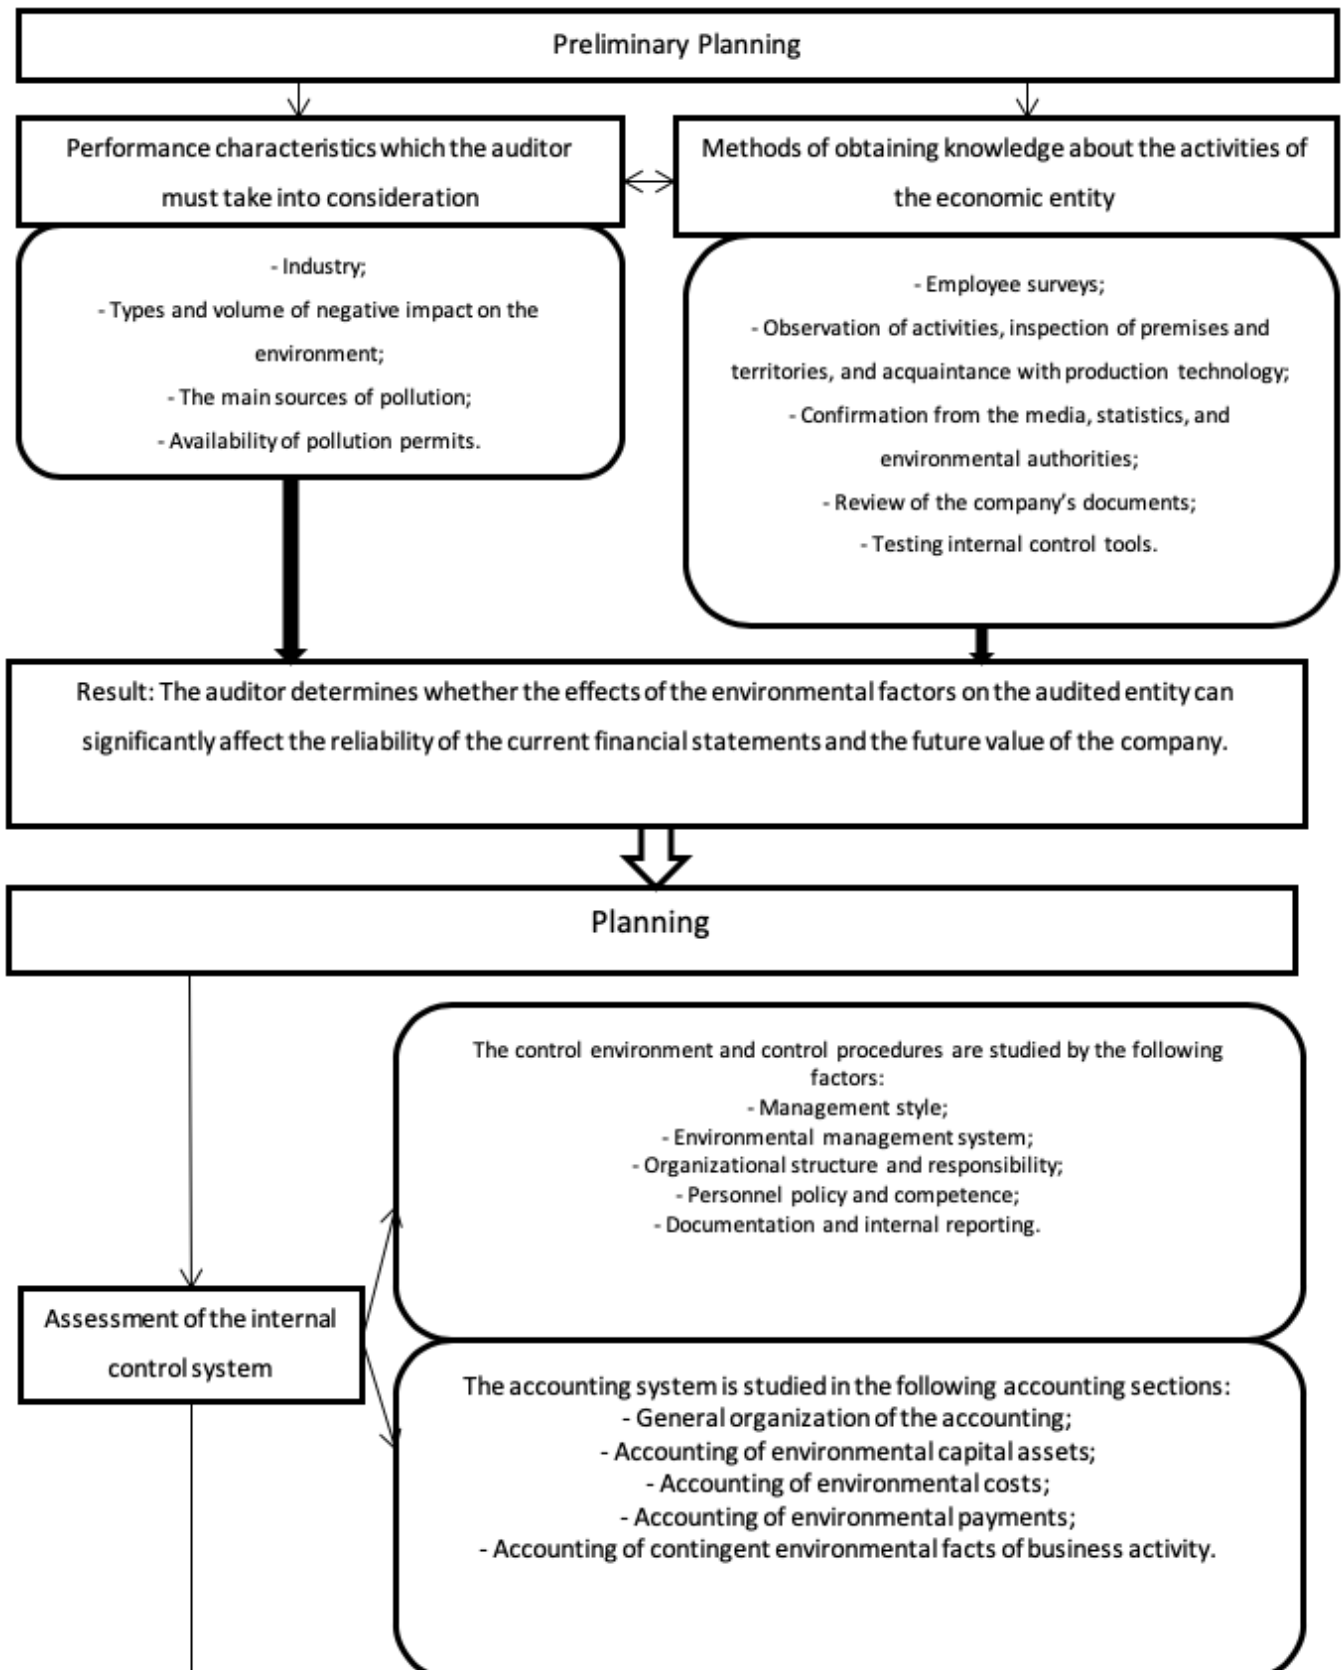 Preliminary Planning
Performance characteristics which the auditor
must take into consideration
Methods of obtaining knowledge about the activities of
the economic entity
- Industry;
- Types and volume of negative impact on the
environment;
- The main sources of pollution;
- Availability of pollution permits.
- Employee surveys;
- Observation of activities, inspection of premises and
territories, and acquaintance with production technology;
- Confirmation from the media, statistics, and
environmental authorities;
- Review of the company’s documents;
- Testing internal control tools.
Result: The auditor determines whether the effects of the environmental factors on the audited entity can
significantly affect the reliability of the current financial statements and the future value of the company.
Planning
The control environment and control procedures are studied by the following
factors:
- Management style;
- Environmental management system;
- Organizational structure and responsibility;
- Personnel policy and competence;
- Documentation and internal reporting.
Assessment of the internal
control system
The accounting system is studied in the following accounting sections:
- General organization of the accounting;
- Accounting of environmental capital assets;
- Accounting of environmental costs;
- Accounting of environmental payments;
- Accounting of contingent environmental facts of business activity.